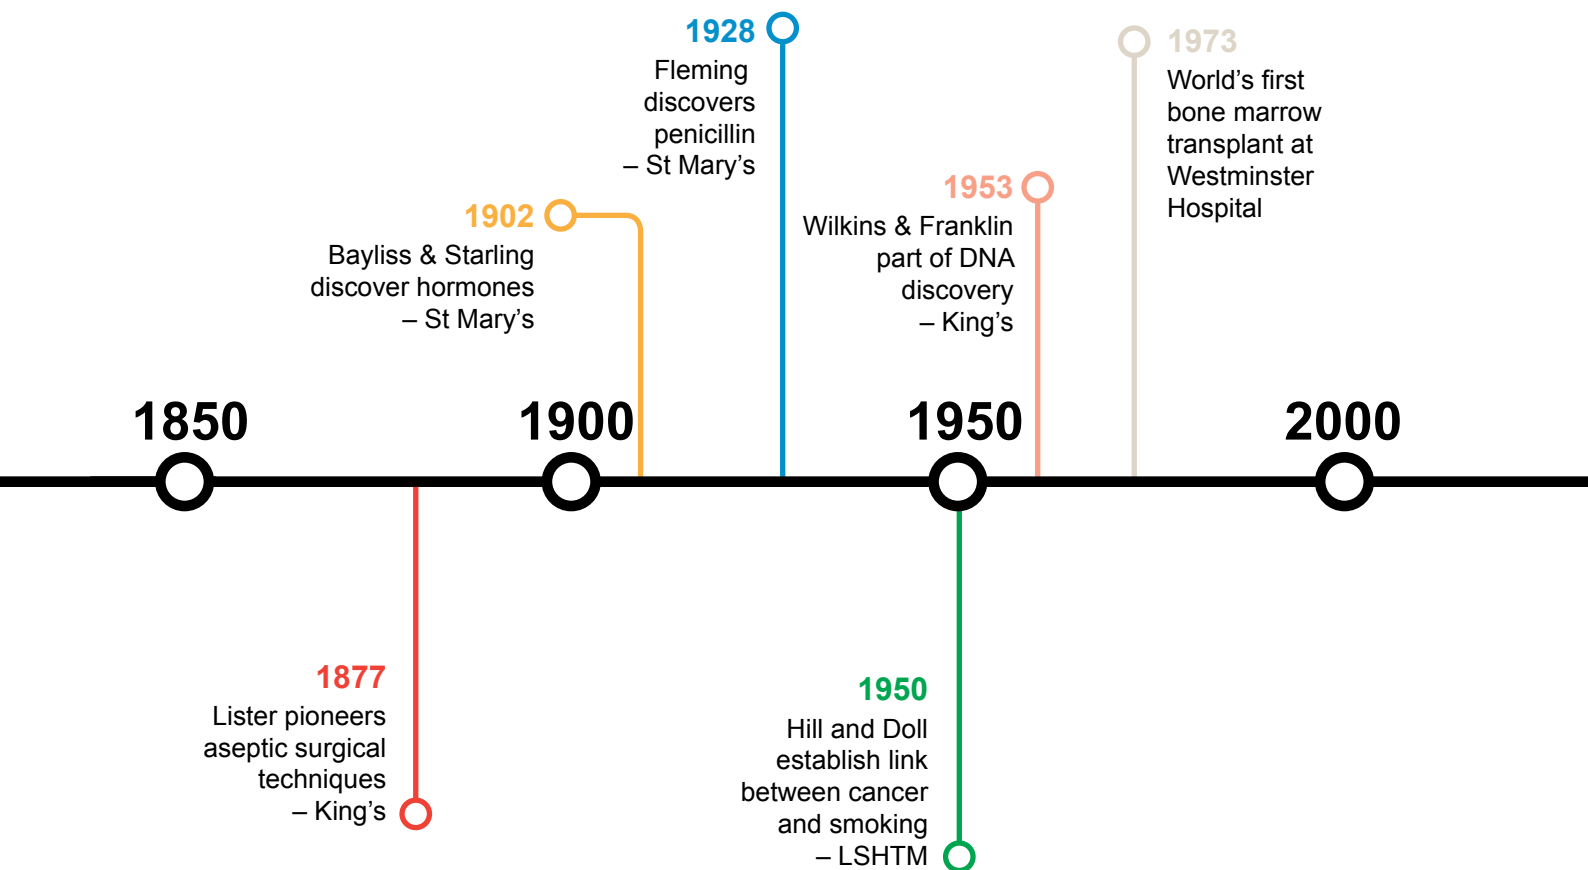 1928
Fleming
discovers
penicillin
– St Mary's
1973
World's first
bone marrow
transplant at
Westminster
Hospital
1902
Bayliss & Starling
discover hormones
– St Mary's
1953
Wilkins & Franklin
part of DNA
discovery
– King's
1850
1900
1950
2000
1877
Lister pioneers
aseptic surgical
techniques
– King's
1950
Hill and Doll
establish link
between cancer
and smoking
– LSHTM